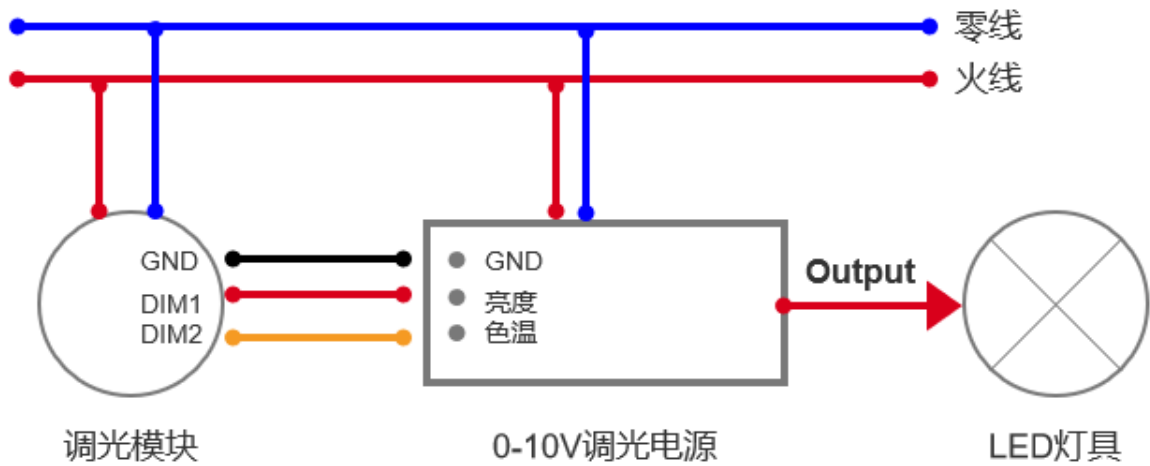 零线
火线
GND
DIM1
DIM2
GND
亮度
色温
Output
调光模块
0-10V调光电源
LED灯具